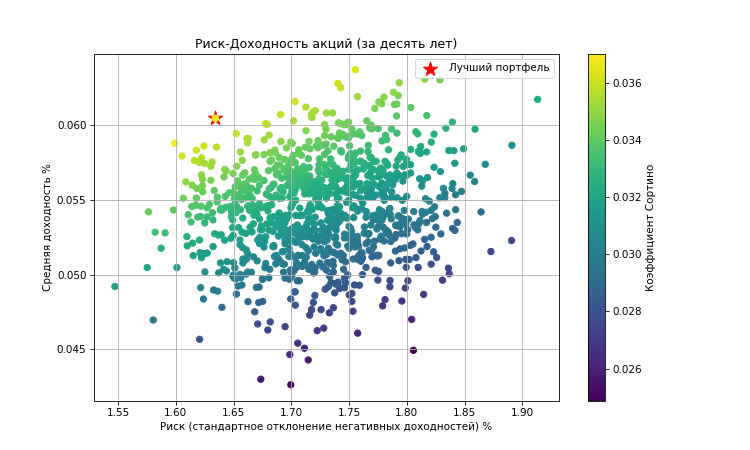 Риск-Доходность акций (за десять лет)
Лучший портфель
Средняя доходность %
0.060
0.055
0.050
0.045
1.55 1.60 1.65 1.70 1.75 1.80 1.85 1.90
Риск (стандартное отклонение негативных доходностей) %
0.036
0.034
0.032
0.030
0.028
0.026
Коэффициент Сортино